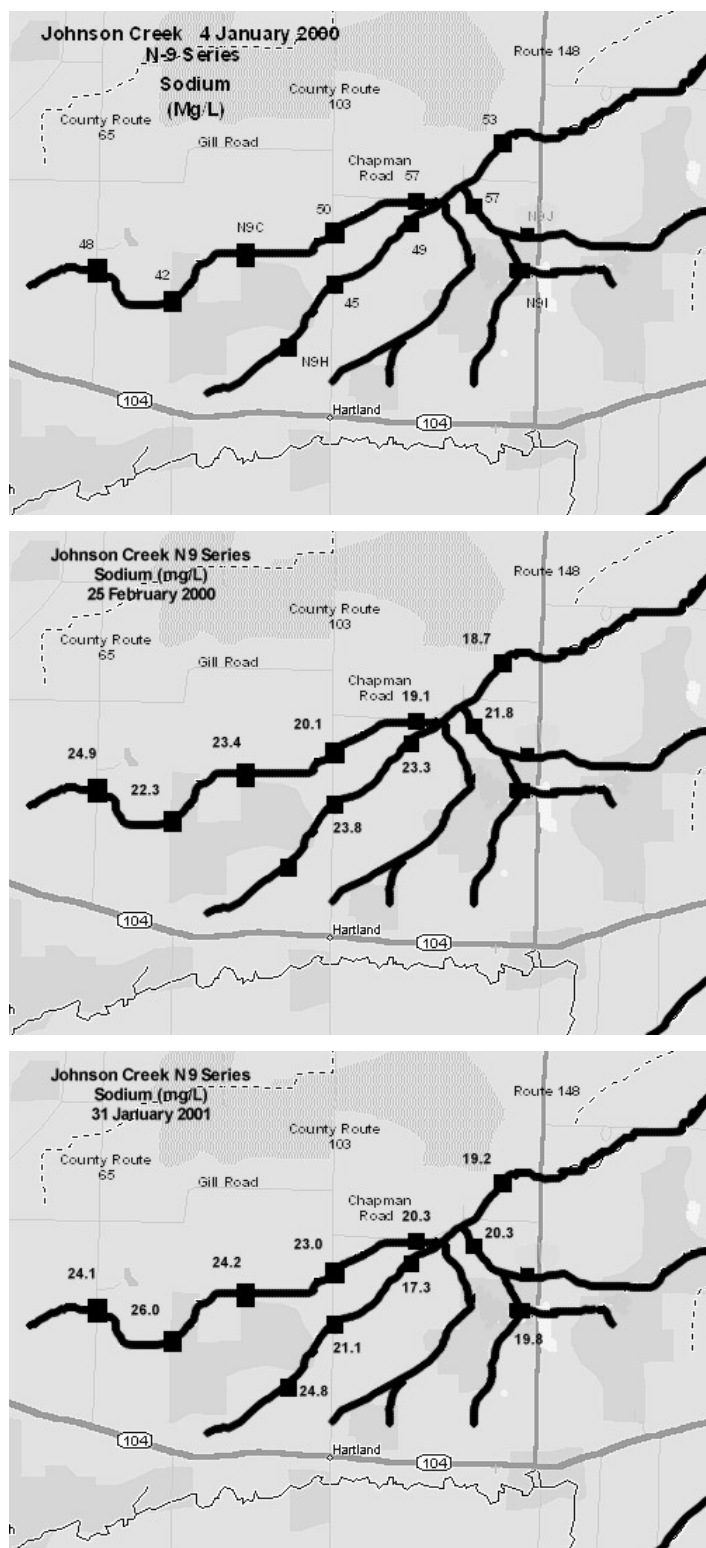 Johnson Creek 4 January 2000
N-9 Series
Sodium
(Mg/L)
Route 148
County Route
103
County Route
65
53
Gill Road
Chapman
Road
57
50
57
N9J
N9C
48
49
42
45
N9I
N9H
104
Hartland
104
h
Johnson Creek N9 Series
Sodium (mg/L)
25 February 2000
Route 148
County Route
103
County Route
65
18.7
Gill Road
Chapman
Road
19.1
20.1
21.8
23.4
23.3
24.9
22.3
23.8
104
Hartland
104
h
Johnson Creek N9 Series
Sodium (mg/L)
31 January 2001
Route 148
County Route
103
County Route
65
19.2
Gill Road
Chapman
Road
20.3
23.0
20.3
24.2
24.1
17.3
26.0
21.1
19.8
24.8
104
Hartland
104
h